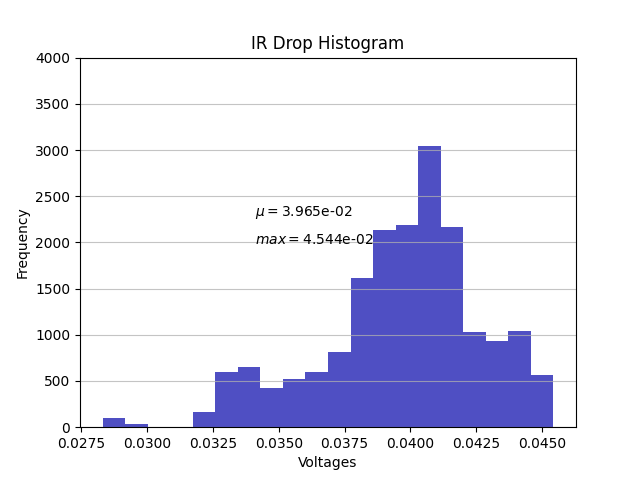 IR Drop Histogram
4000
3500
3000
2500
2000
1500
1000
500
0
Frequency
μ = 3.965e-02
max = 4.544e-02
0.0275 0.0300 0.0325 0.0350 0.0375 0.0400 0.0425 0.0450
Voltages